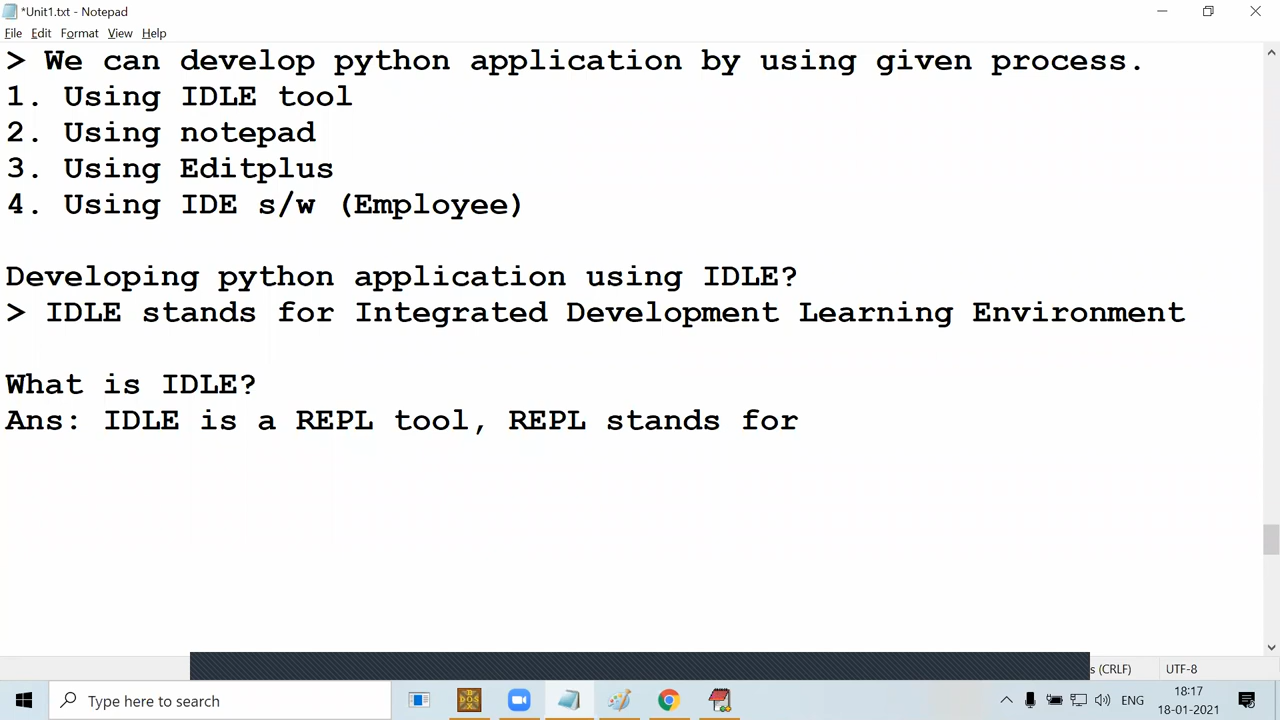 *Unit1.txt - Notepad
File Edit Format View Help
> We can develop python application by using given process.
1. Using IDLE tool
2. Using notepad
3. Using Editplus
4. Using IDE s/w (Employee)
Developing python application using IDLE?
> IDLE stands for Integrated Development Learning Environment
What is IDLE?
Ans: IDLE is a REPL tool, REPL stands for
(CRLF) UTF-8
Type here to search
ENG
18:17
18-01-2021